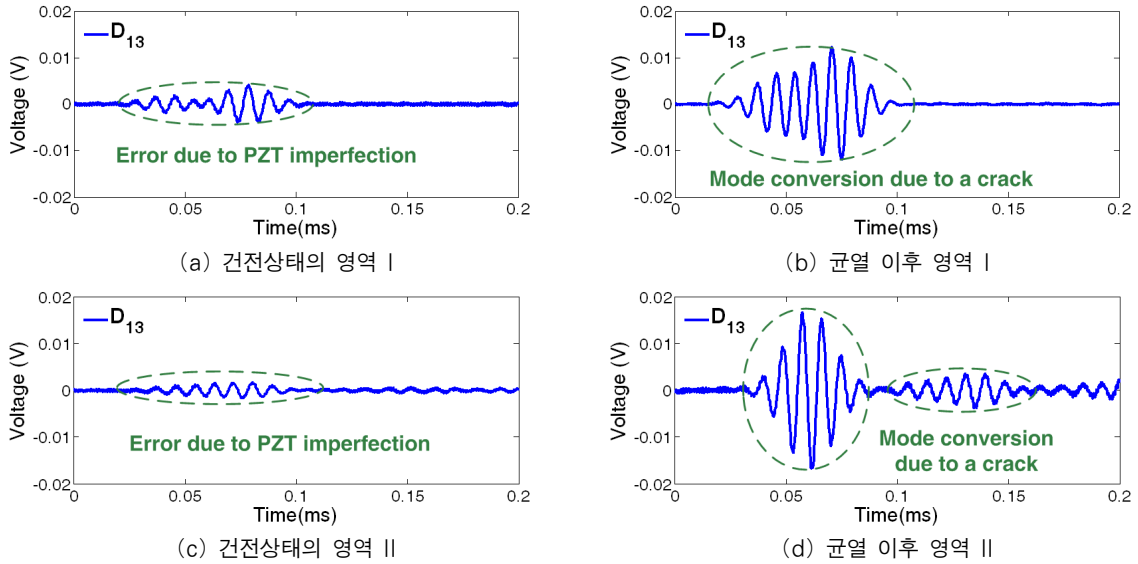 0.02
0.01
0
-0.01
-0.02
Voltage (V)
D13
Error due to PZT imperfection
0
0.05
0.1
0.15
0.2
Time(ms)
(a) 건전상태의 영역 Ⅰ
0.02
0.01
0
-0.01
-0.02
Voltage (V)
D13
Mode conversion due to a crack
0
0.05
0.1
0.15
0.2
Time(ms)
(b) 균열 이후 영역 Ⅰ
0.02
0.01
0
-0.01
-0.02
Voltage (V)
D13
Error due to PZT imperfection
0
0.05
0.1
0.15
0.2
Time(ms)
(c) 건전상태의 영역 Ⅱ
0.02
0.01
0
-0.01
-0.02
Voltage (V)
D13
Mode conversion
due to a crack
0
0.05
0.1
0.15
0.2
Time(ms)
(d) 균열 이후 영역 Ⅱ